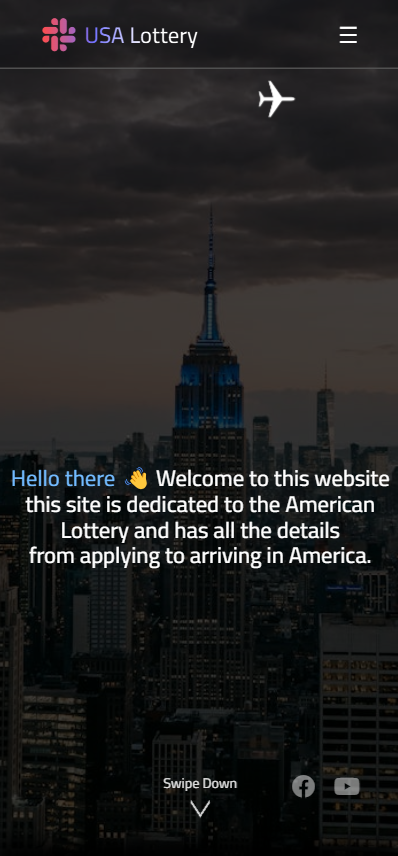 USA Lottery
Hello there 👋 Welcome to this website
this site is dedicated to the American
Lottery and has all the details
from applying to arriving in America.
Swipe Down